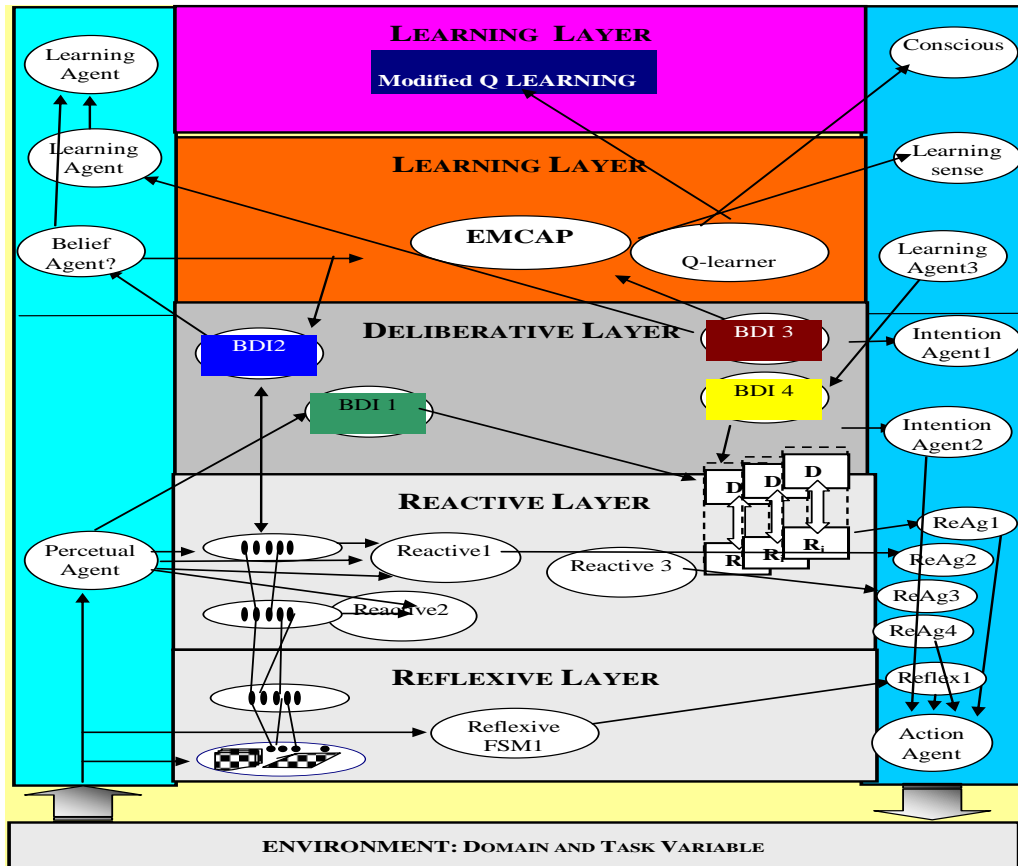 LEARNING LAYER
Modified Q LEARNING
Learning
Agent
Conscious
Learning
Agent
LEARNING LAYER
Learning
sense
Belief
Agent?
EMCAP
Q-learner
Learning
Agent3
DELIBERATIVE LAYER
BDI2
BDI 3
Intention
Agent1
BDI 1
BDI 4
Intention
Agent2
D
D
D
REACTIVE LAYER
Percetual
Agent
Reactive1
Reactive 3
R
R
Ri
ReAg1
ReAg2
Reactive2
ReAg3
ReAg4
REFLEXIVE LAYER
Reflex1
Reflexive
FSM1
Action
Agent
ENVIRONMENT: DOMAIN AND TASK VARIABLE